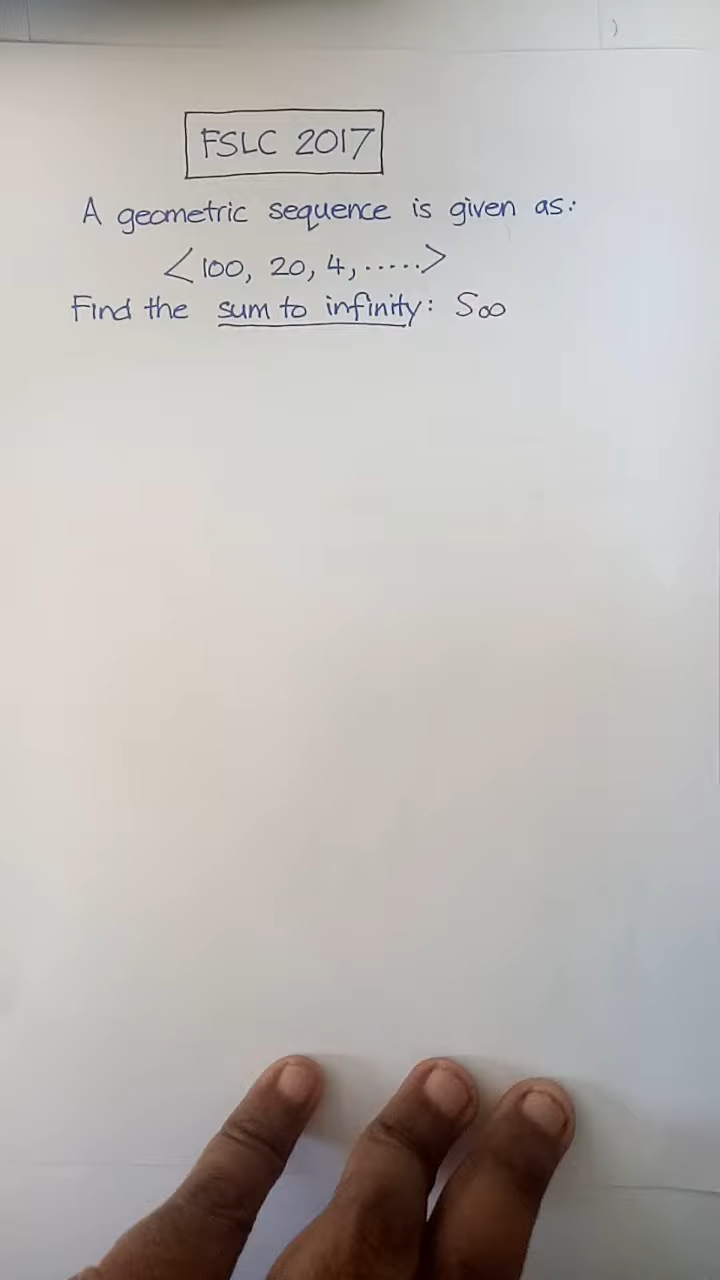 FSLC 2017
A geometric sequence is given as:
<100, 20, 4, .....>
Find the sum to infinity: S∞